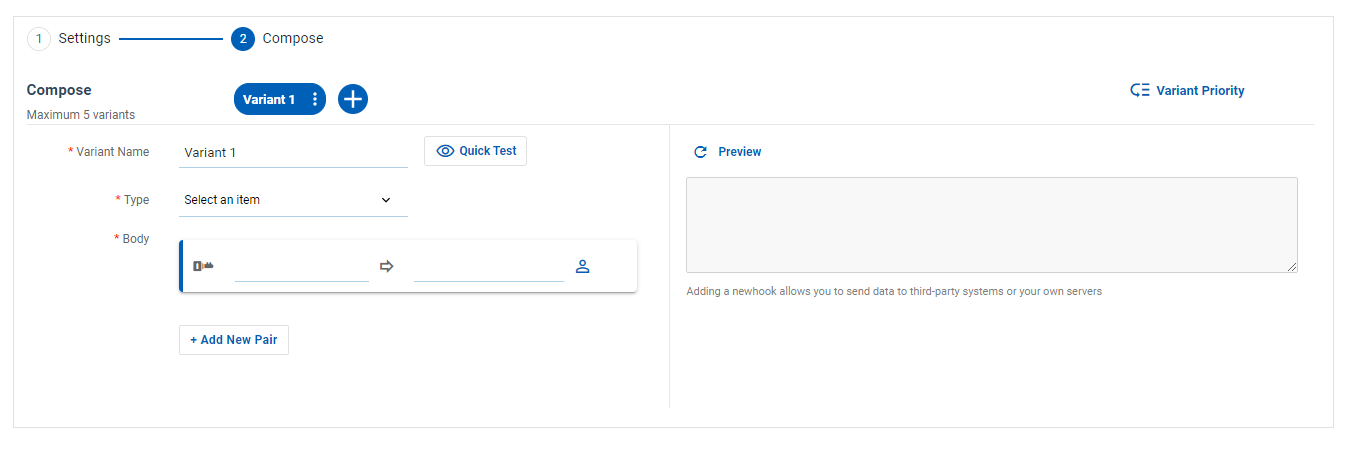 1 Settings 2 Compose
Compose
Maximum 5 variants
Variant 1
Variant Priority
* Variant Name Variant 1 Quick Test
* Type Select an item
* Body
+ Add New Pair
Preview
Adding a newhook allows you to send data to third-party systems or your own servers